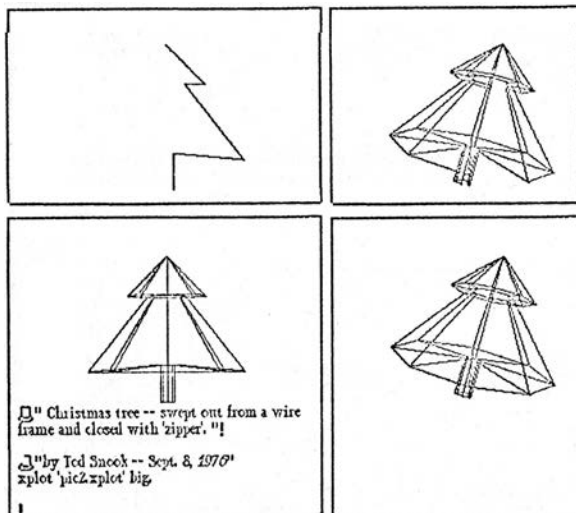 " Christmas tree -- swept out from a wire
frame and closed with 'zipper'. "!
"by Ted Snook -- Sept. 8, 1976"
xplot 'pic2.xplot' big.